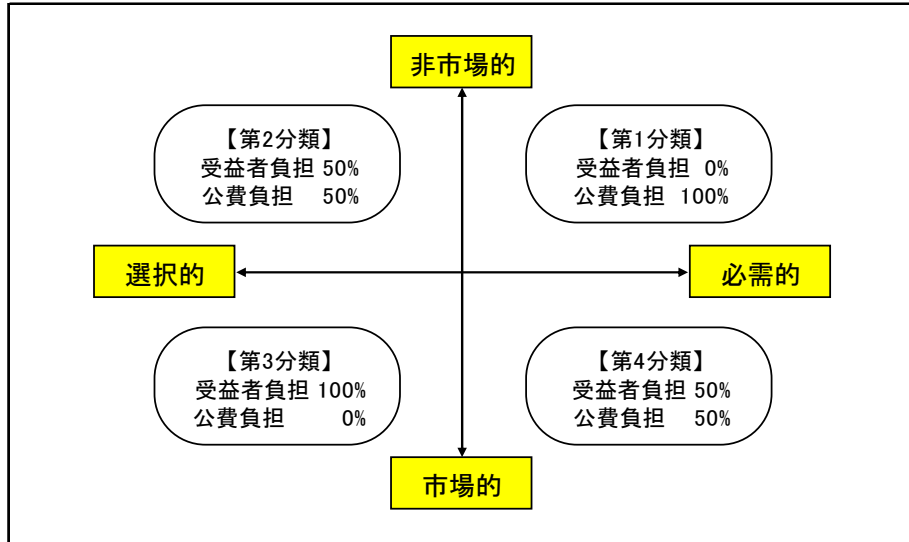 非市場的
【第2分類】
受益者負担 50%
公費負担 50%
【第1分類】
受益者負担 0%
公費負担 100%
選択的
必需的
【第3分類】
受益者負担 100%
公費負担 0%
【第4分類】
受益者負担 50%
公費負担 50%
市場的